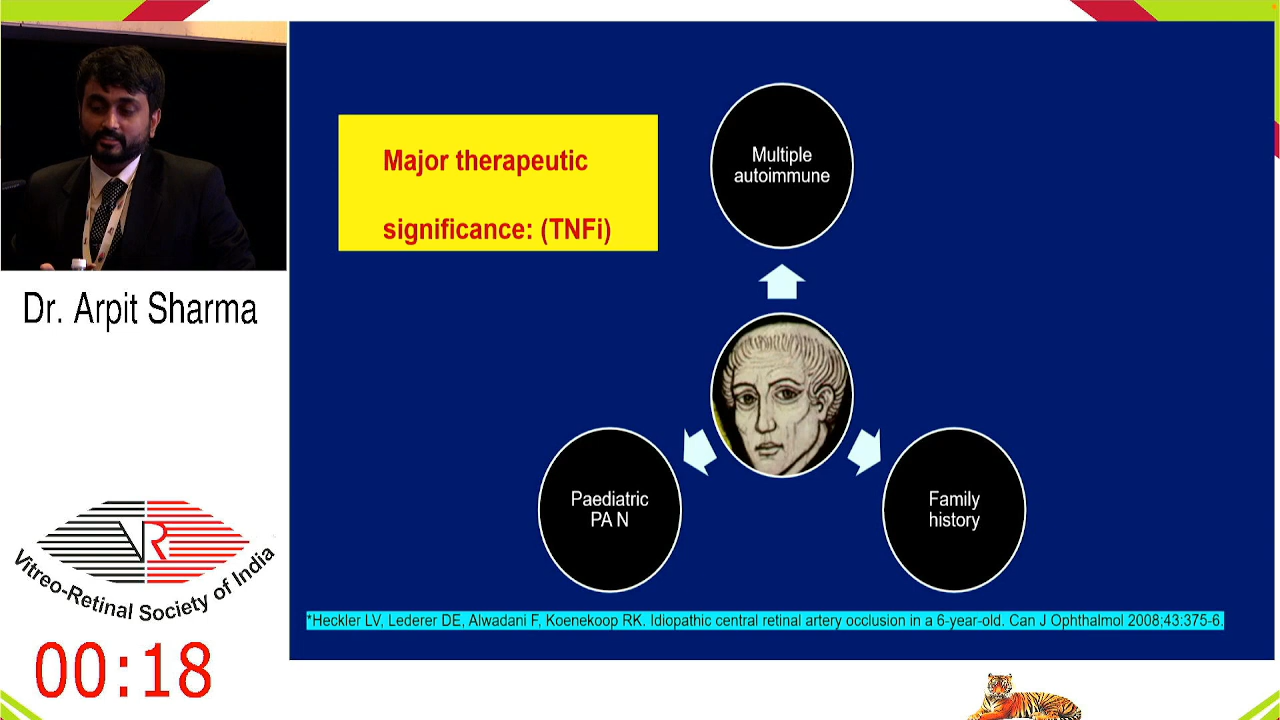 Major therapeutic
significance: (TNFi)
Multiple
autoimmune
Paediatric
PA N
Family
history
*Heckler LV, Lederer DE, Alwadani F, Koenekoop RK. Idiopathic central retinal artery occlusion in a 6-year-old. Can J Ophthalmol 2008;43:375-6.
Dr. Arpit Sharma
VR
Vitreo-Retinal Society of India
00:18